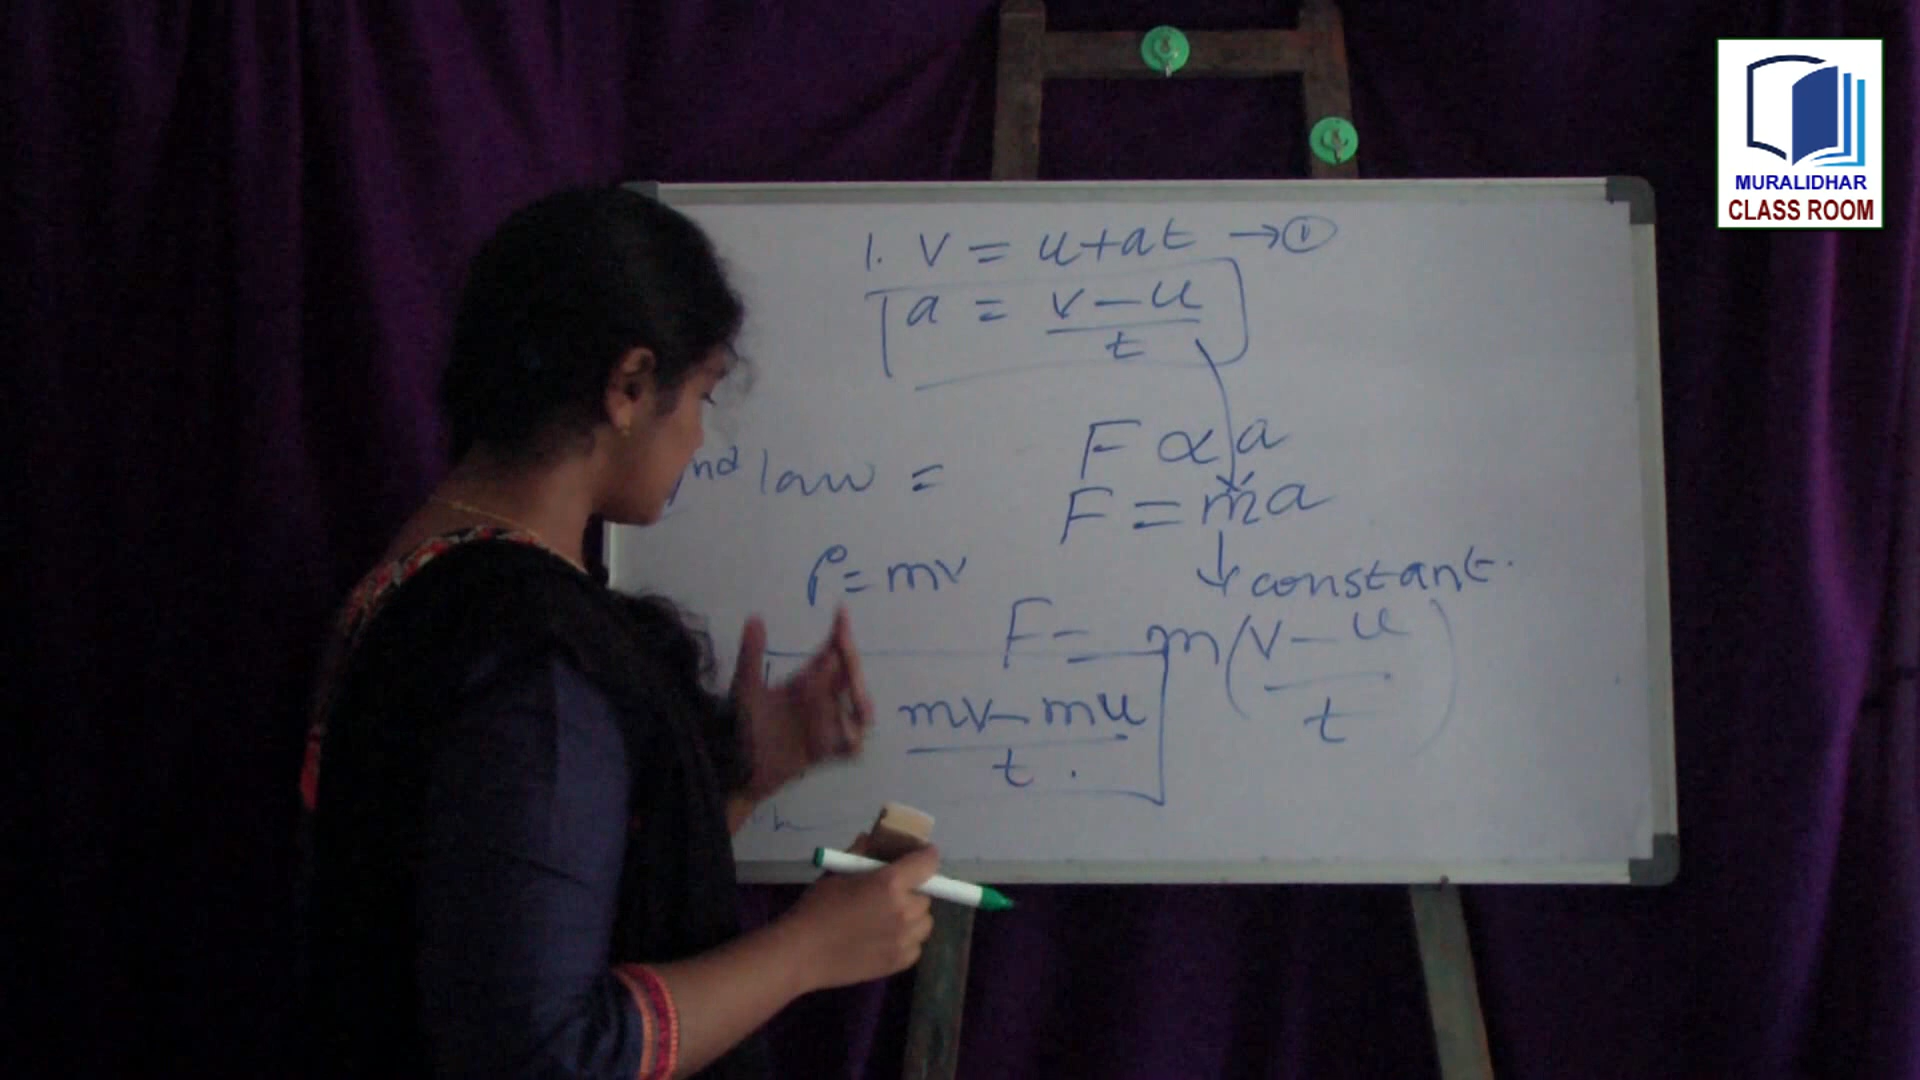 1. v = u+at → ①
a = v-u / t
F ∝ a
nd law =
F = ma
↓ constant.
P = mv
F = m(v-u / t)
mv-mu / t .
MURALIDHAR
CLASS ROOM